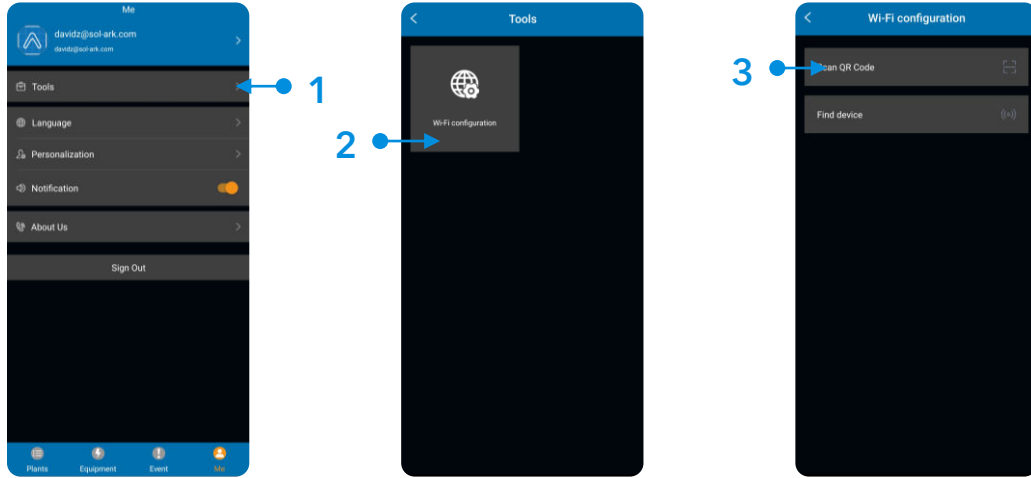 Me
davidz@sol-ark.com
davidz@sol-ark.com
Tools
1
Language
Personalization
Notification
About Us
Sign Out
Plants
Equipment
Event
Me
Tools
Wi-Fi configuration
2
Wi-Fi configuration
3
Scan QR Code
Find device